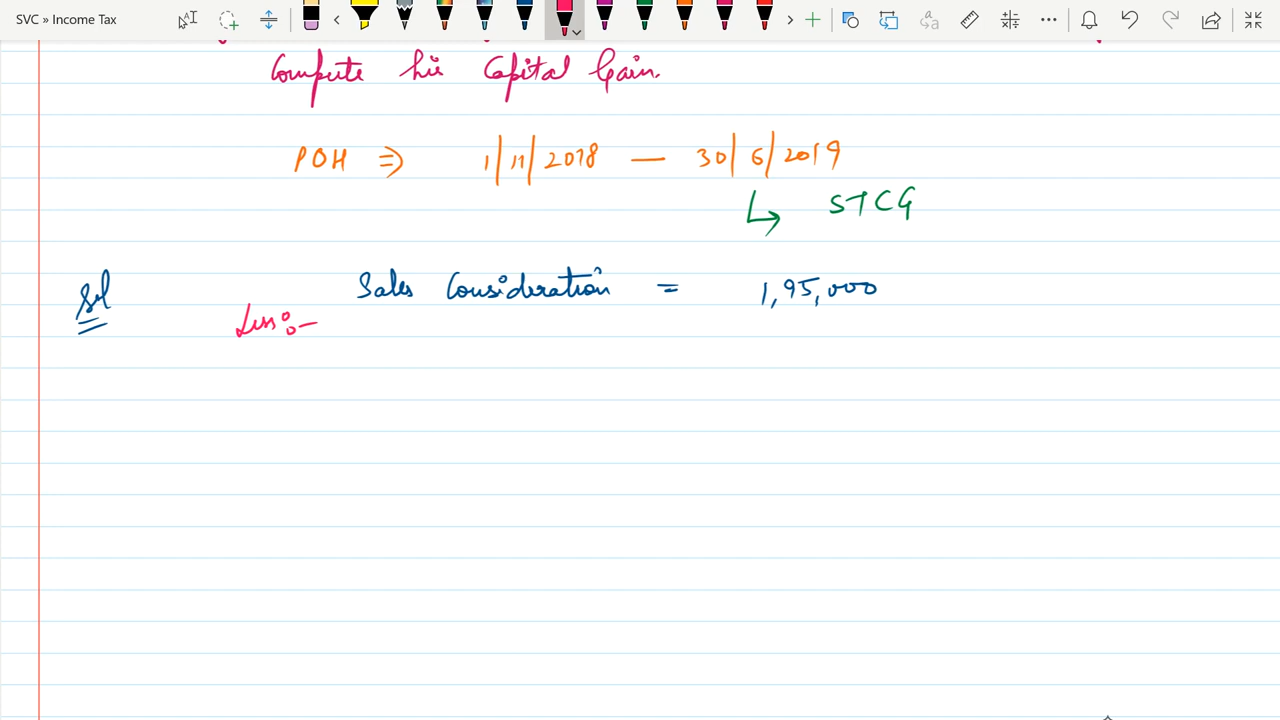 SVC » Income Tax
Compute his Capital Gain.
POH ⇒ 1/11/2018 — 30/6/2019
↳ STCG
Sol Sales Consideration = 1,95,000
Less:-